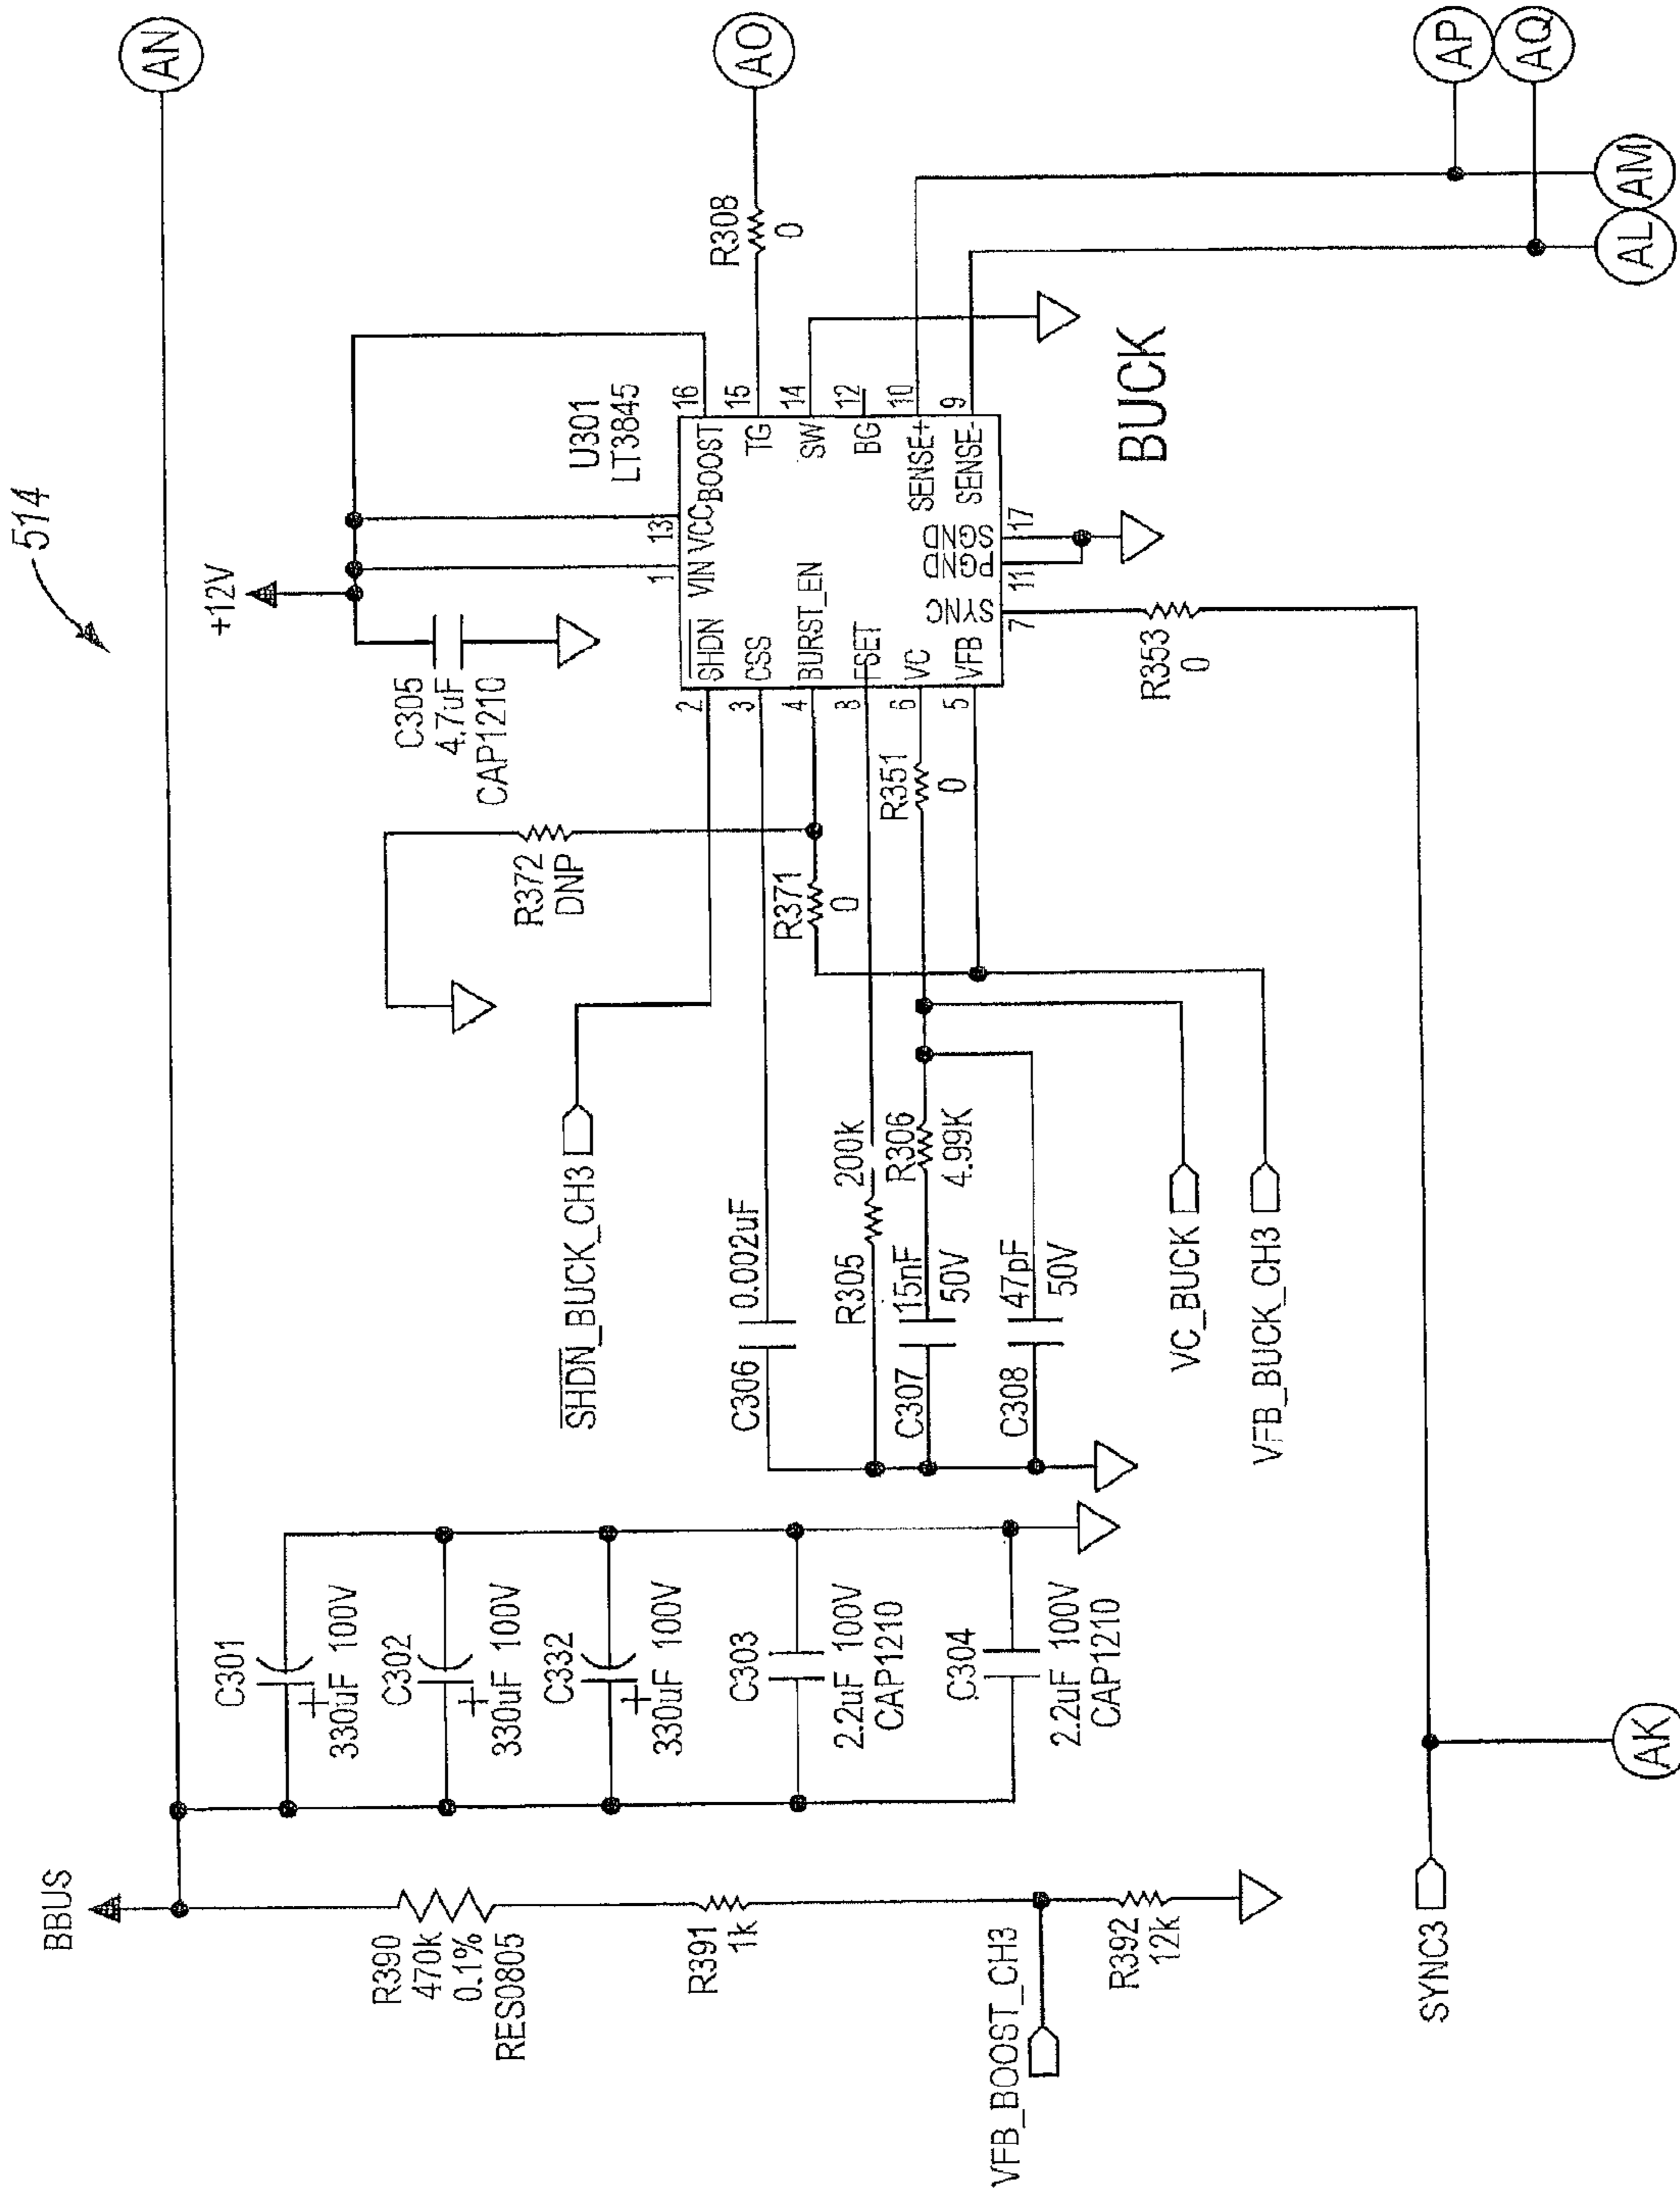 514
AN
AO
AP
AQ
AM
AL
AK
BBUS
R390
470k
0.1%
RES0805
R391
1k
VFB_BOOST_CH3
R392
12k
C301
330uF 100V
C302
330uF 100V
C332
330uF 100V
C303
2.2uF 100V
CAP1210
C304
2.2uF 100V
CAP1210
+12V
C305
4.7uF
CAP1210
R372
DNP
SHDN_BUCK_CH3
C306
0.002uF
R371
0
R305
200k
C307
15nF
50V
R306
4.99K
R351
0
C308
47pF
50V
VC_BUCK
VFB_BUCK_CH3
SYNC3
R353
0
U301
LT3845
1
VIN
13
VCC
16
BOOST
2
SHDN
3
CSS
4
BURST_EN
8
FSET
6
VC
5
VFB
7
SYNC
11
PGND
17
SGND
15
TG
14
SW
12
BG
10
SENSE+
9
SENSE-
R308
0
BUCK